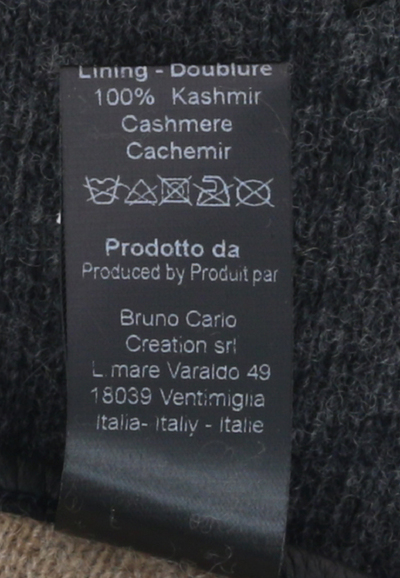 Lining - Doublure
100% Kashmir
Cashmere
Cachemir
Prodotto da
Produced by Produit par
Bruno Carlo
Creation srl
L.mare Varaldo 49
18039 Ventimiglia
Italia- Italy - Italie